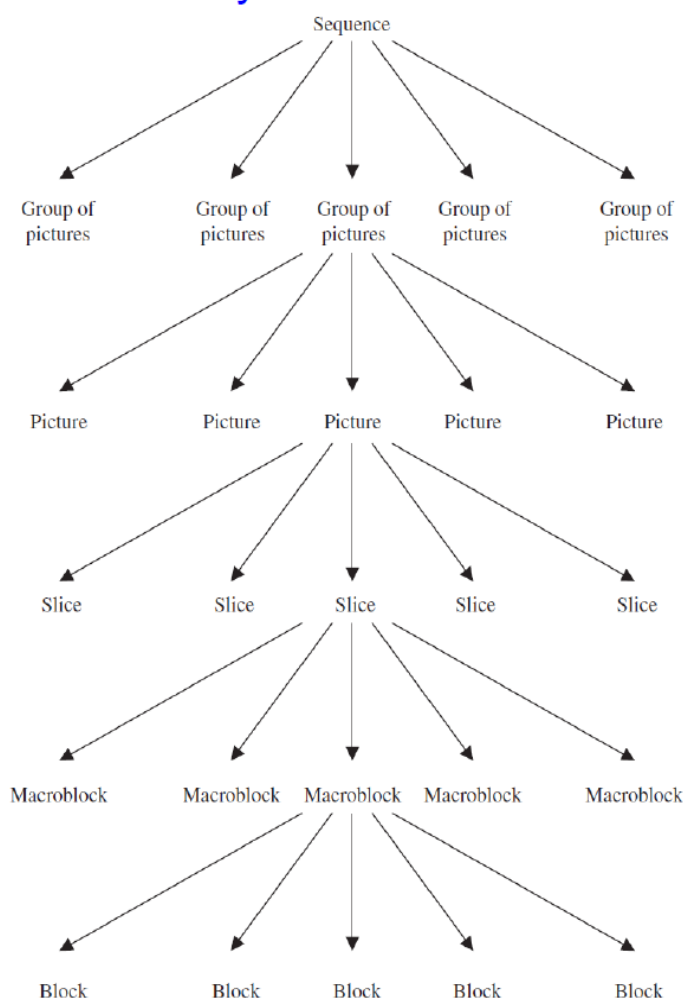 Sequence
Group of Group of Group of Group of Group of
pictures pictures pictures pictures pictures
Picture Picture Picture Picture Picture
Slice Slice Slice Slice Slice
Macroblock Macroblock Macroblock Macroblock Macroblock
Block Block Block Block Block